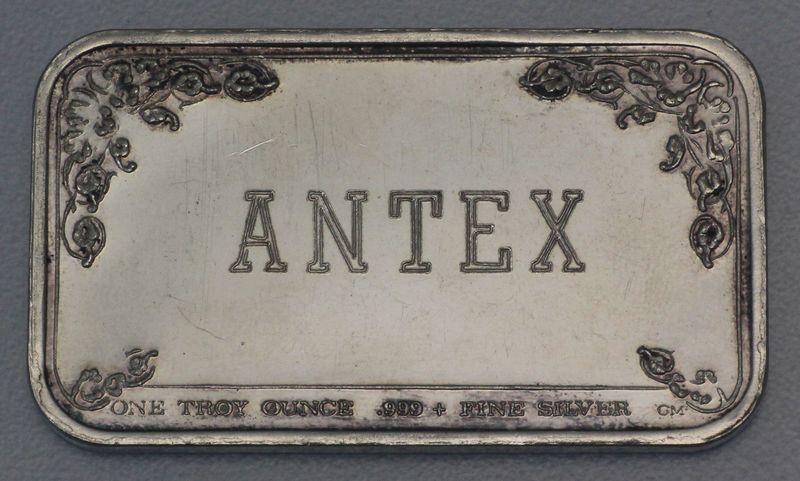 ANTEX
ONE TROY OUNCE .999 + FINE SILVER CM